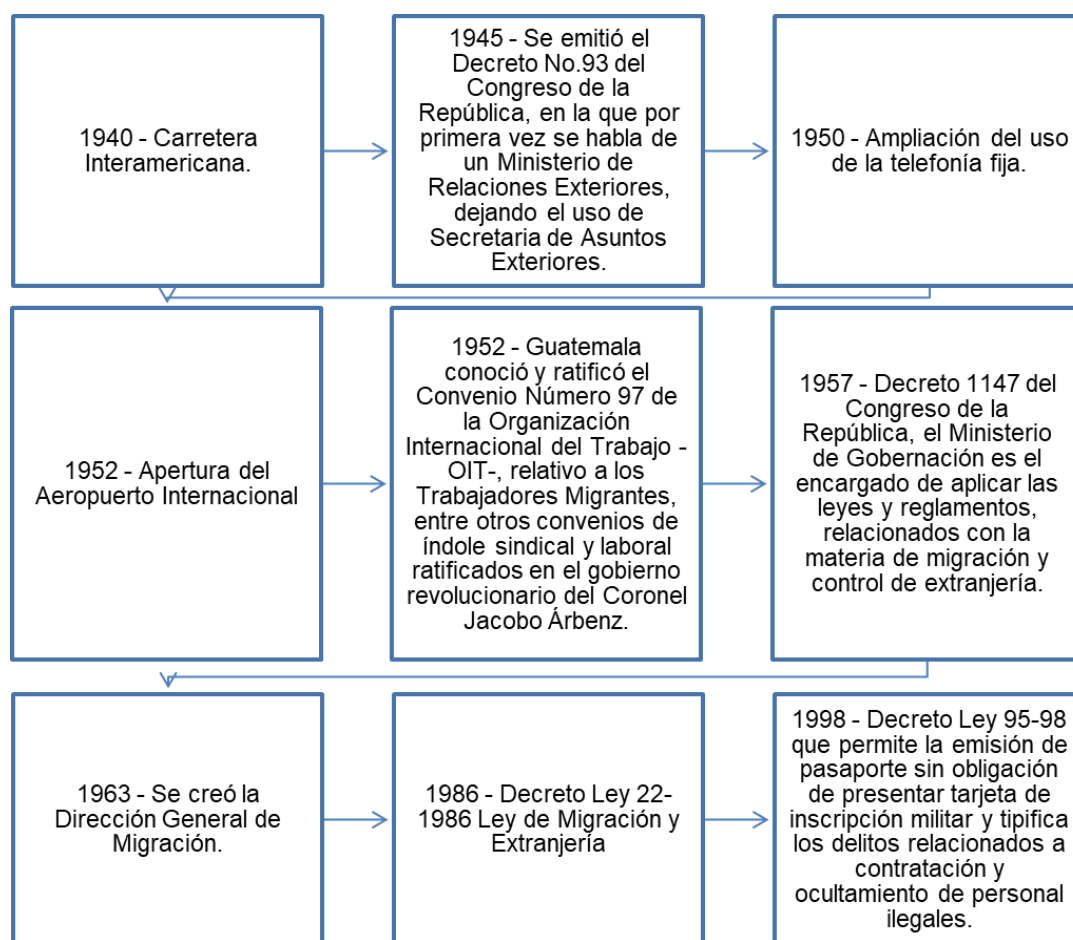 1940 - Carretera
Interamericana.
1945 - Se emitió el
Decreto No.93 del
Congreso de la
República, en la que por
primera vez se habla de
un Ministerio de
Relaciones Exteriores,
dejando el uso de
Secretaria de Asuntos
Exteriores.
1950 - Ampliación del uso
de la telefonía fija.
1952 - Apertura del
Aeropuerto Internacional
1952 - Guatemala
conoció y ratificó el
Convenio Número 97 de
la Organización
Internacional del Trabajo -
OIT-, relativo a los
Trabajadores Migrantes,
entre otros convenios de
índole sindical y laboral
ratificados en el gobierno
revolucionario del Coronel
Jacobo Árbenz.
1957 - Decreto 1147 del
Congreso de la
República, el Ministerio
de Gobernación es el
encargado de aplicar las
leyes y reglamentos,
relacionados con la
materia de migración y
control de extranjería.
1963 - Se creó la
Dirección General de
Migración.
1986 - Decreto Ley 22-
1986 Ley de Migración y
Extranjería
1998 - Decreto Ley 95-98
que permite la emisión de
pasaporte sin obligación
de presentar tarjeta de
inscripción militar y tipifica
los delitos relacionados a
contratación y
ocultamiento de personal
ilegales.